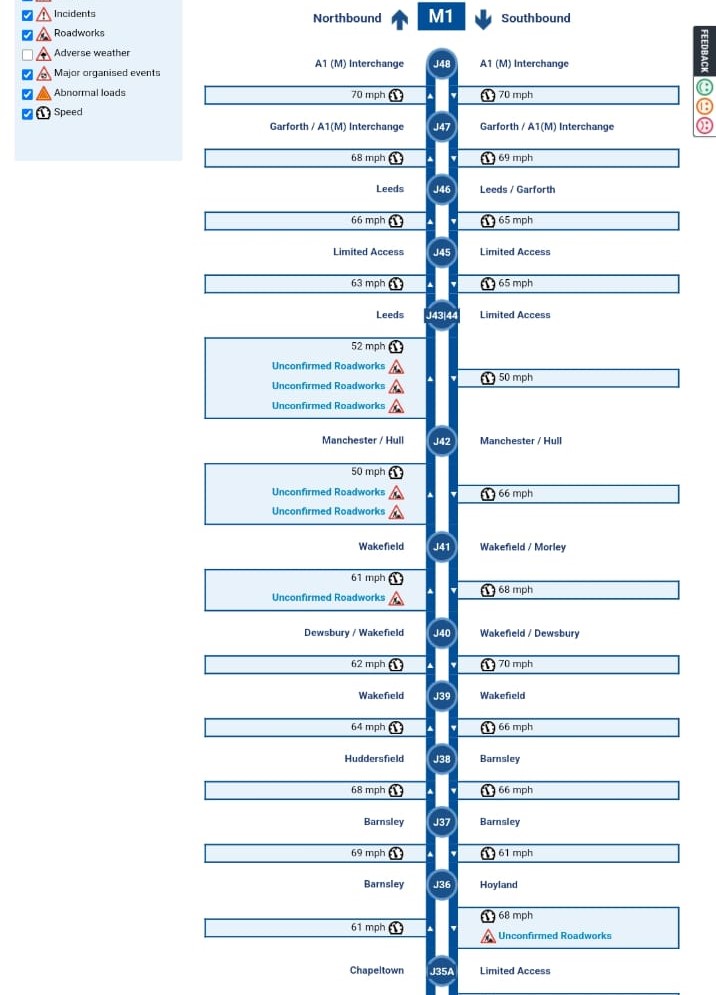 Incidents
Roadworks
Adverse weather
Major organised events
Abnormal loads
Speed
FEEDBACK
Northbound M1 Southbound
A1 (M) Interchange J48 A1 (M) Interchange
70 mph 70 mph
Garforth / A1(M) Interchange J47 Garforth / A1(M) Interchange
68 mph 69 mph
Leeds J46 Leeds / Garforth
66 mph 65 mph
Limited Access J45 Limited Access
63 mph 65 mph
Leeds J43|44 Limited Access
52 mph
Unconfirmed Roadworks
Unconfirmed Roadworks
Unconfirmed Roadworks
50 mph
Manchester / Hull J42 Manchester / Hull
50 mph
Unconfirmed Roadworks
Unconfirmed Roadworks
66 mph
Wakefield J41 Wakefield / Morley
61 mph
Unconfirmed Roadworks
68 mph
Dewsbury / Wakefield J40 Wakefield / Dewsbury
62 mph 70 mph
Wakefield J39 Wakefield
64 mph 66 mph
Huddersfield J38 Barnsley
68 mph 66 mph
Barnsley J37 Barnsley
69 mph 61 mph
Barnsley J36 Hoyland
61 mph
68 mph
Unconfirmed Roadworks
Chapeltown J35A Limited Access